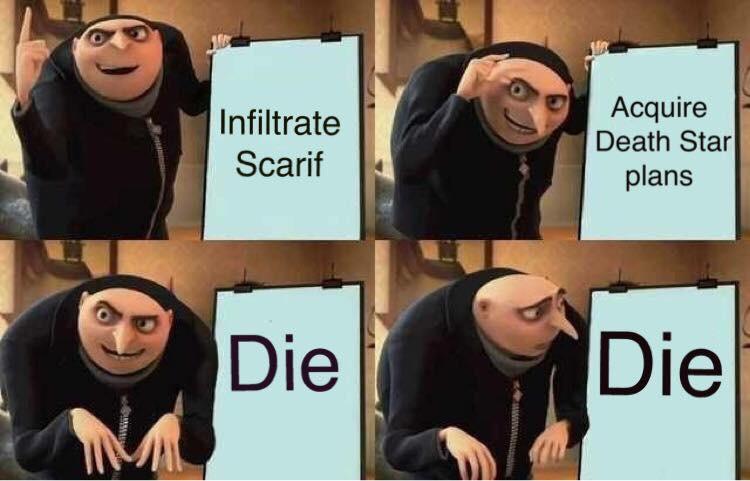 Infiltrate
Scarif
Acquire
Death Star
plans
Die
Die